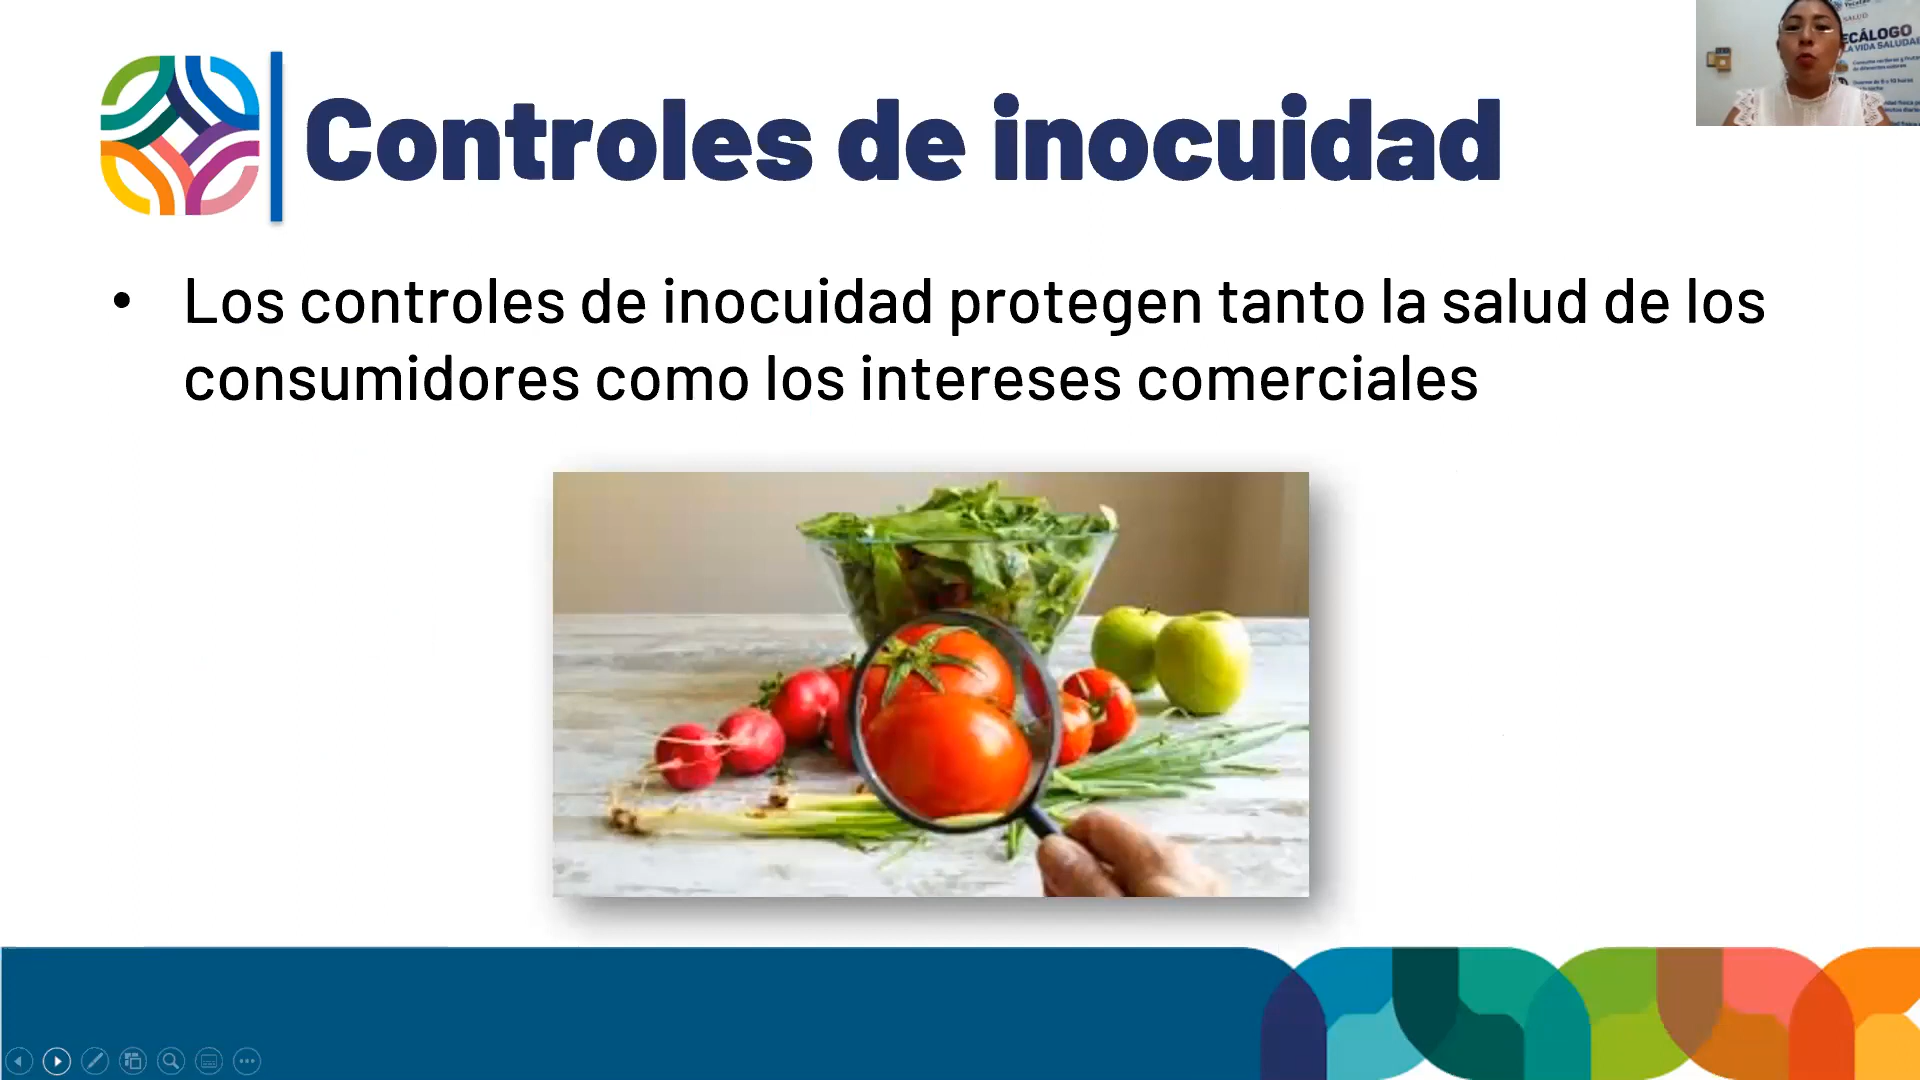 Controles de inocuidad
• Los controles de inocuidad protegen tanto la salud de los
consumidores como los intereses comerciales
SALUD
ECÁLOGO
LA VIDA SALUDAB